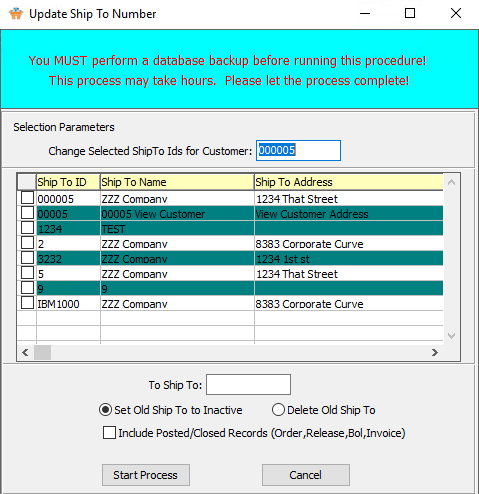 Update Ship To Number
You MUST perform a database backup before running this procedure!
This process may take hours. Please let the process complete!
Selection Parameters
Change Selected ShipTo Ids for Customer: 000005
Ship To ID Ship To Name Ship To Address
000005 ZZZ Company 1234 That Street
00005 00005 View Customer View Customer Address
1234 TEST
2 ZZZ Company 8383 Corporate Curve
3232 ZZZ Company 1234 1st st
5 ZZZ Company 1234 That Street
9 9
IBM1000 ZZZ Company 8383 Corporate Curve
To Ship To:
Set Old Ship To to Inactive Delete Old Ship To
Include Posted/Closed Records (Order,Release,Bol,Invoice)
Start Process Cancel